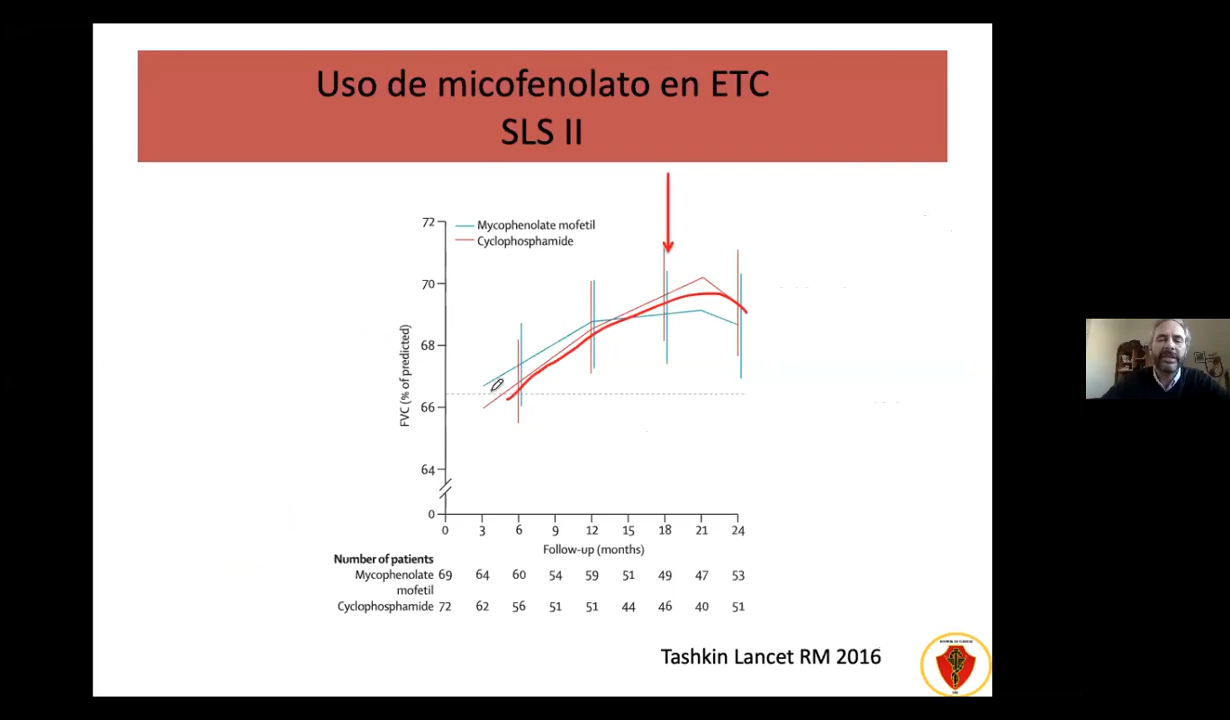 Uso de micofenolato en ETC
SLS II
Mycophenolate mofetil
Cyclophosphamide
72
70
68
66
64
0
FVC (% of predicted)
0 3 6 9 12 15 18 21 24
Follow-up (months)
Number of patients
Mycophenolate 69 64 60 54 59 51 49 47 53
mofetil
Cyclophosphamide 72 62 56 51 51 44 46 40 51
Tashkin Lancet RM 2016